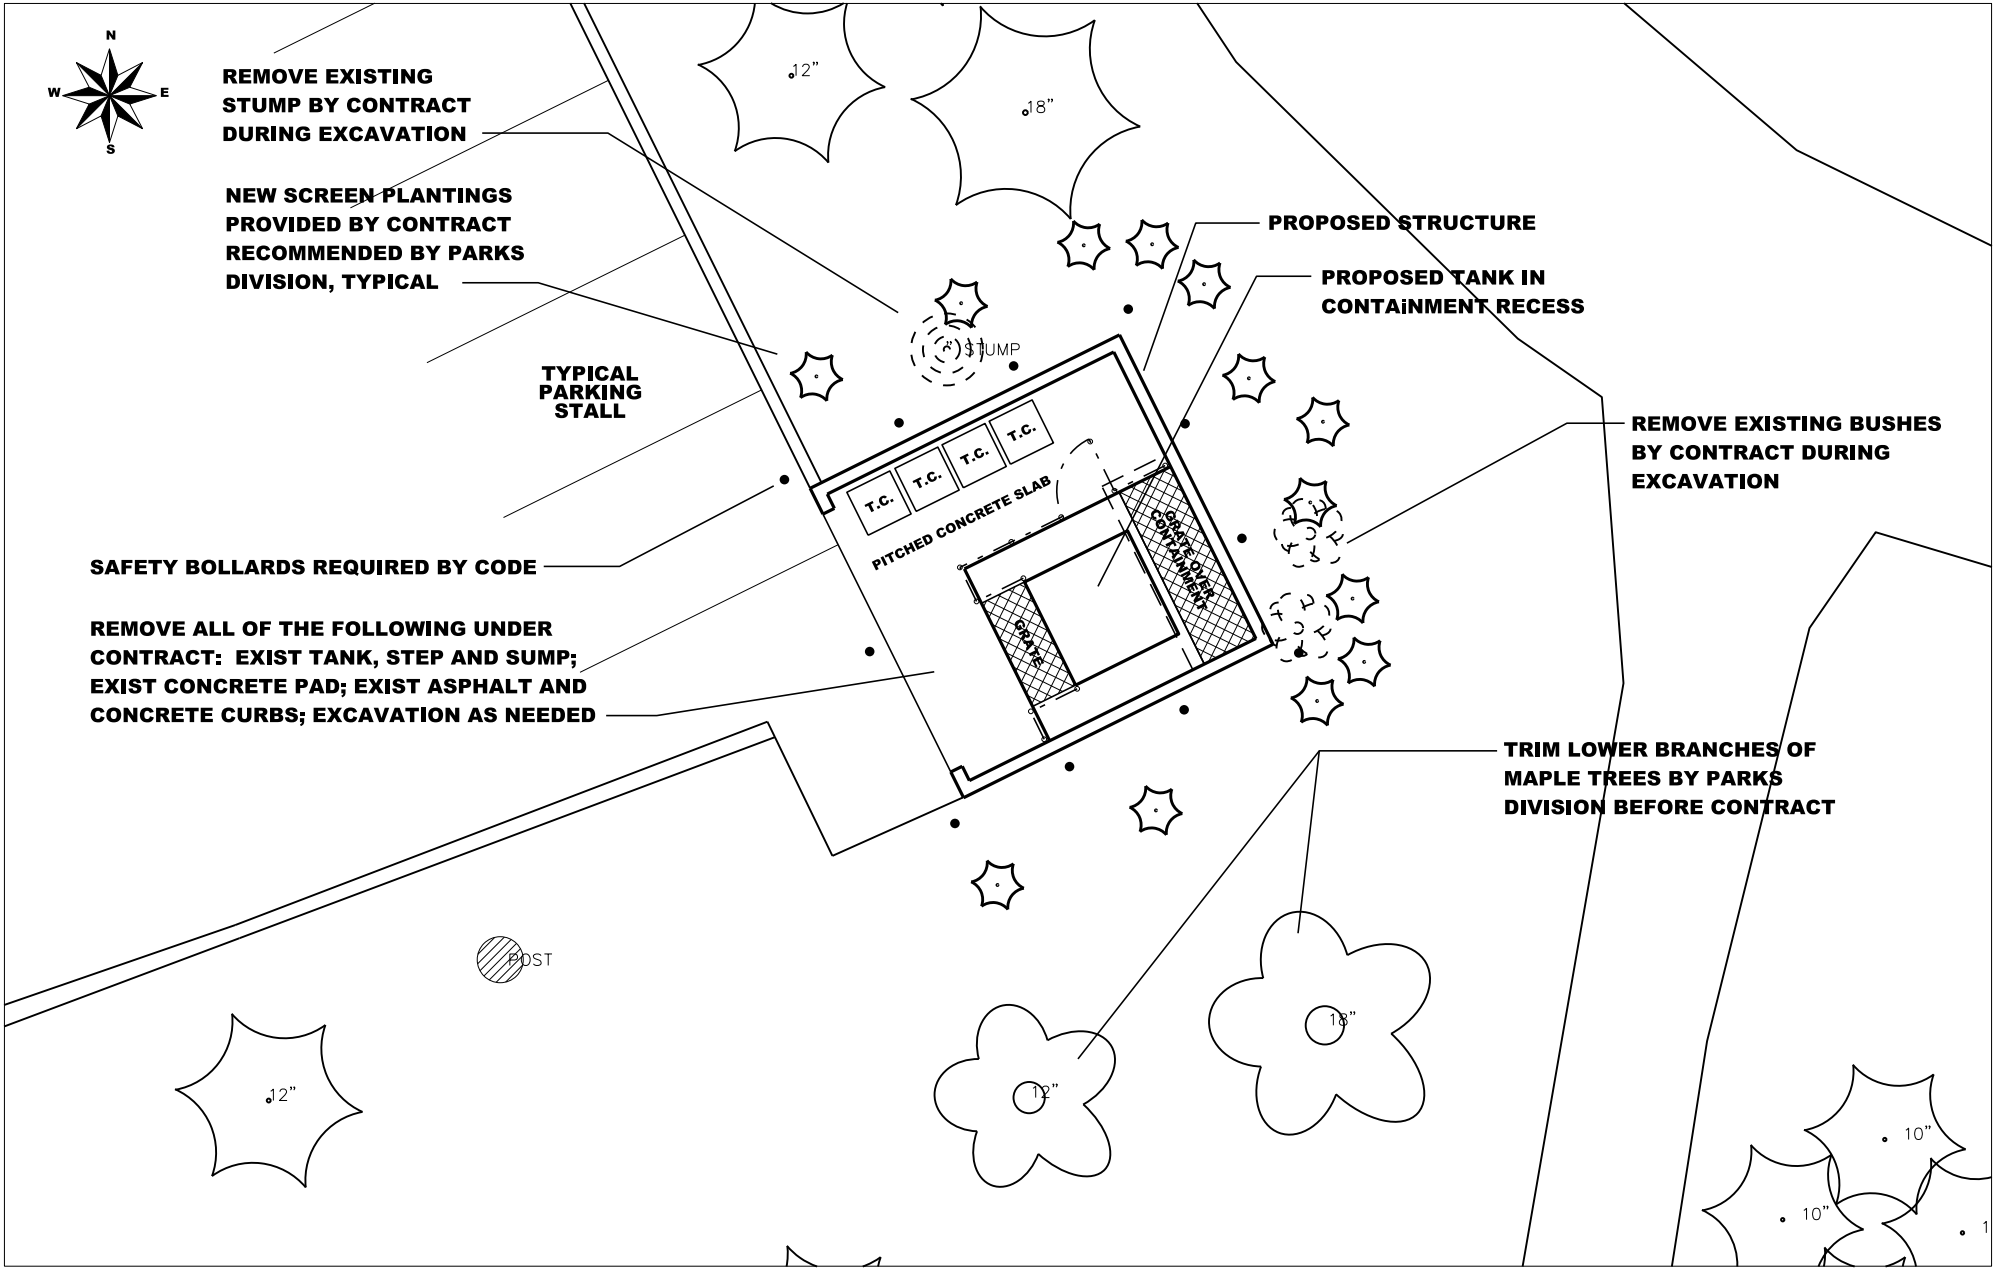 N
W
E
S
REMOVE EXISTING
STUMP BY CONTRACT
DURING EXCAVATION
NEW SCREEN PLANTINGS
PROVIDED BY CONTRACT
RECOMMENDED BY PARKS
DIVISION, TYPICAL
TYPICAL
PARKING
STALL
SAFETY BOLLARDS REQUIRED BY CODE
REMOVE ALL OF THE FOLLOWING UNDER
CONTRACT: EXIST TANK, STEP AND SUMP;
EXIST CONCRETE PAD; EXIST ASPHALT AND
CONCRETE CURBS; EXCAVATION AS NEEDED
12"
18"
" STUMP
T.C.
T.C.
T.C.
T.C.
PITCHED CONCRETE SLAB
GRATE OVER
CONTAINMENT
GRATE
PROPOSED STRUCTURE
PROPOSED TANK IN
CONTAiNMENT RECESS
REMOVE EXISTING BUSHES
BY CONTRACT DURING
EXCAVATION
TRIM LOWER BRANCHES OF
MAPLE TREES BY PARKS
DIVISION BEFORE CONTRACT
POST
12"
12"
18"
10"
10"
1